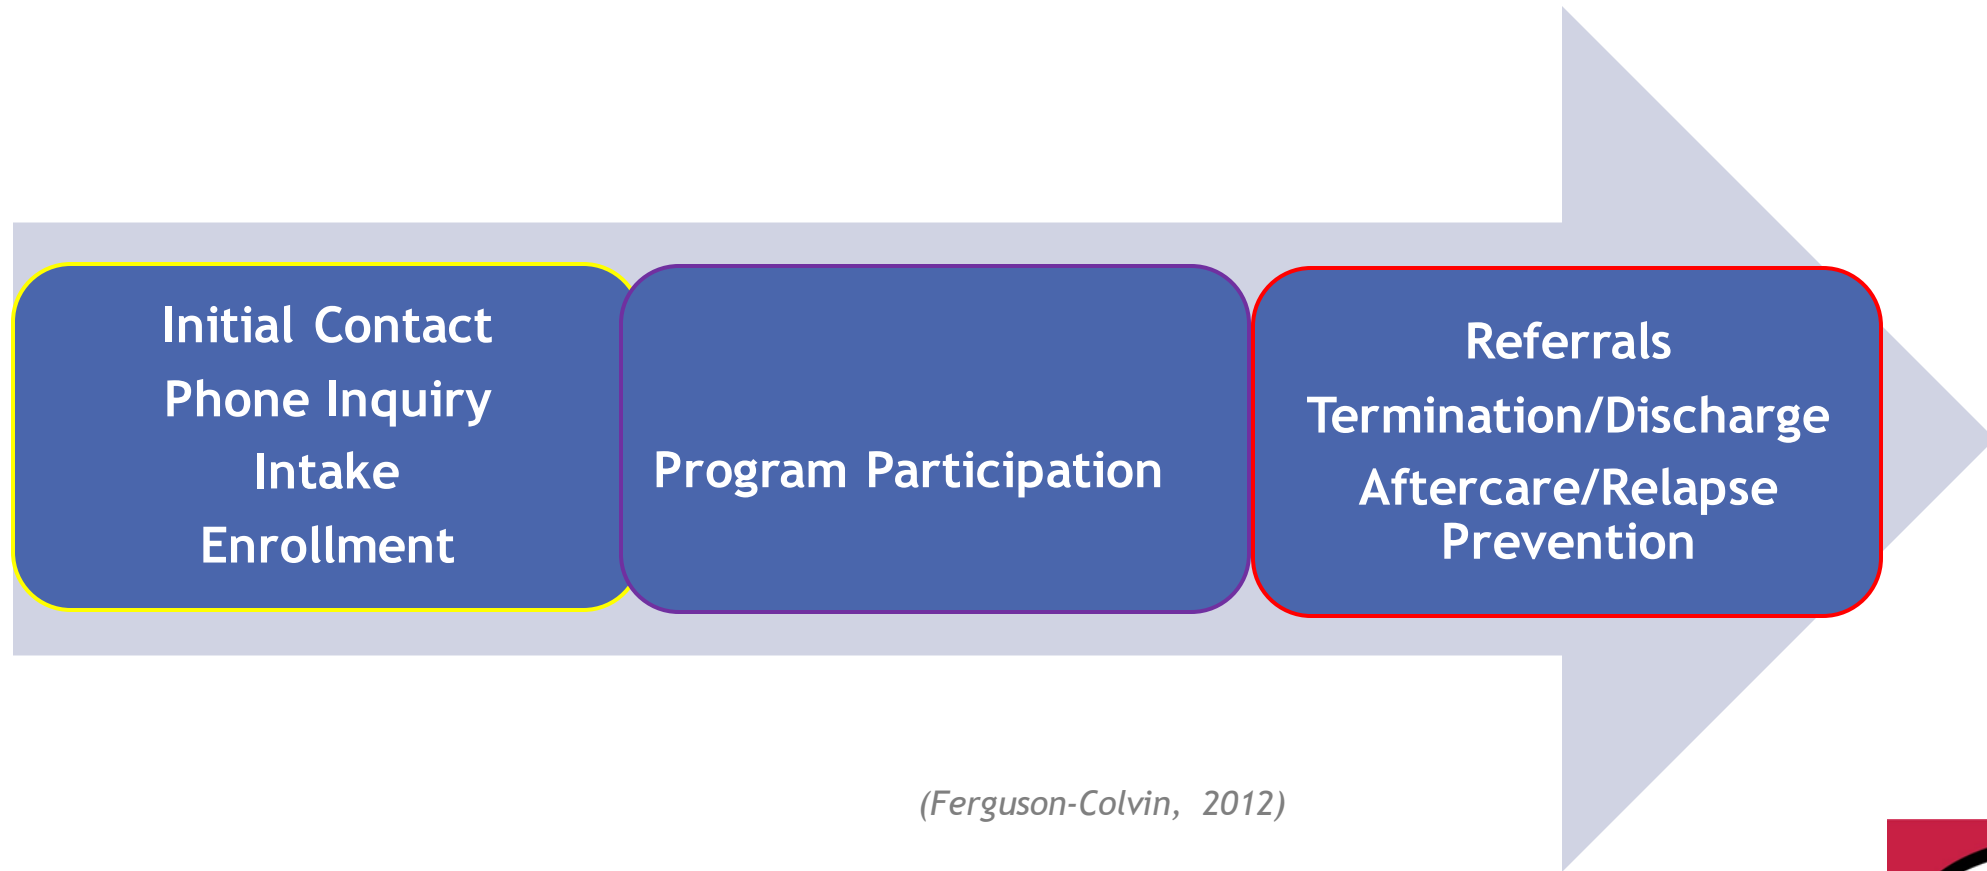 Initial Contact
Phone Inquiry
Intake
Enrollment
Program Participation
Referrals
Termination/Discharge
Aftercare/Relapse
Prevention
(Ferguson-Colvin, 2012)